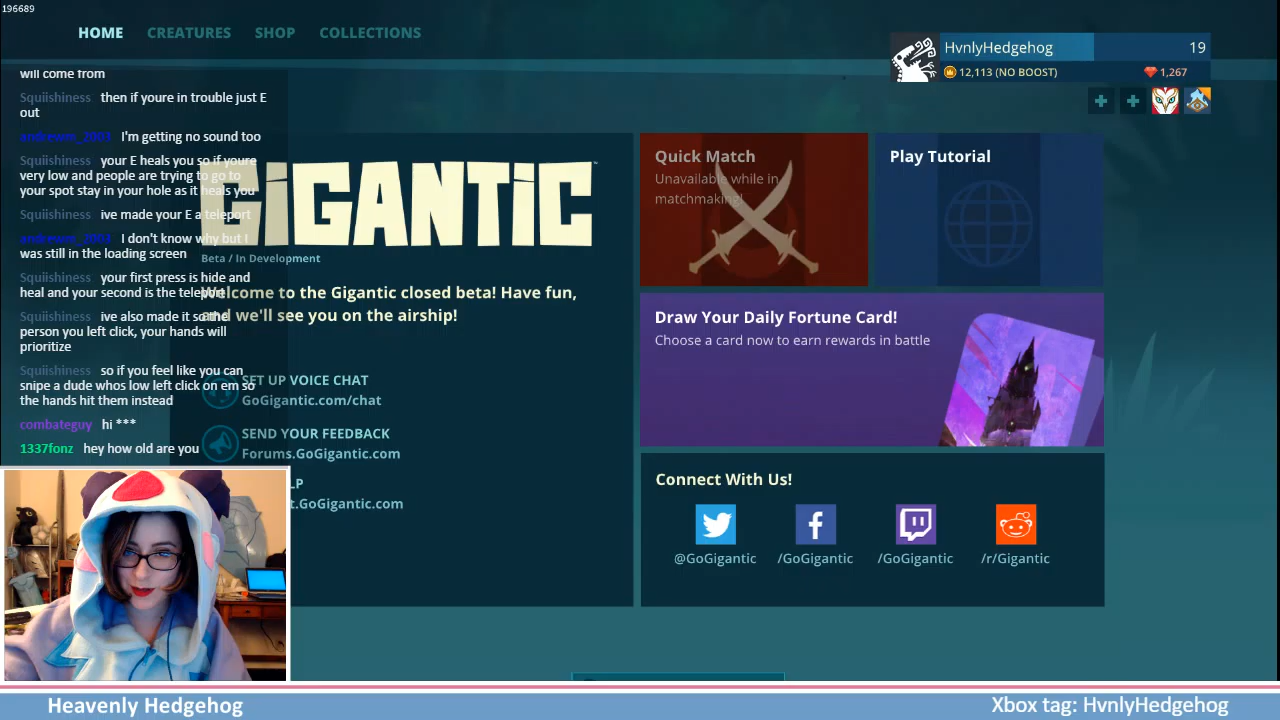 196689
HOME CREATURES SHOP COLLECTIONS
HvnlyHedgehog 19
12,113 (NO BOOST) 1,267
will come from
Squiishiness then if youre in trouble just E
out
andrewm_2003 I'm getting no sound too
Squiishiness your E heals you so if youre
very low and people are trying to go to
your spot stay in your hole as it heals you
Squiishiness ive made your E a teleport
andrewm_2003 I don't know why but I
was still in the loading screen
Squiishiness your first press is hide and
heal and your second is the teleport
Squiishiness ive also made it so the
person you left click, your hands will
prioritize
Squiishiness so if you feel like you can
snipe a dude whos low left click on em so
the hands hit them instead
combateguy hi ***
1337fonz hey how old are you
GIGANTIC™
Beta / In Development
Welcome to the Gigantic closed beta! Have fun,
and we'll see you on the airship!
SET UP VOICE CHAT
GoGigantic.com/chat
SEND YOUR FEEDBACK
Forums.GoGigantic.com
LP
t.GoGigantic.com
Quick Match
Unavailable while in
matchmaking!
Play Tutorial
Draw Your Daily Fortune Card!
Choose a card now to earn rewards in battle
Connect With Us!
@GoGigantic /GoGigantic /GoGigantic /r/Gigantic
Heavenly Hedgehog
Xbox tag: HvnlyHedgehog